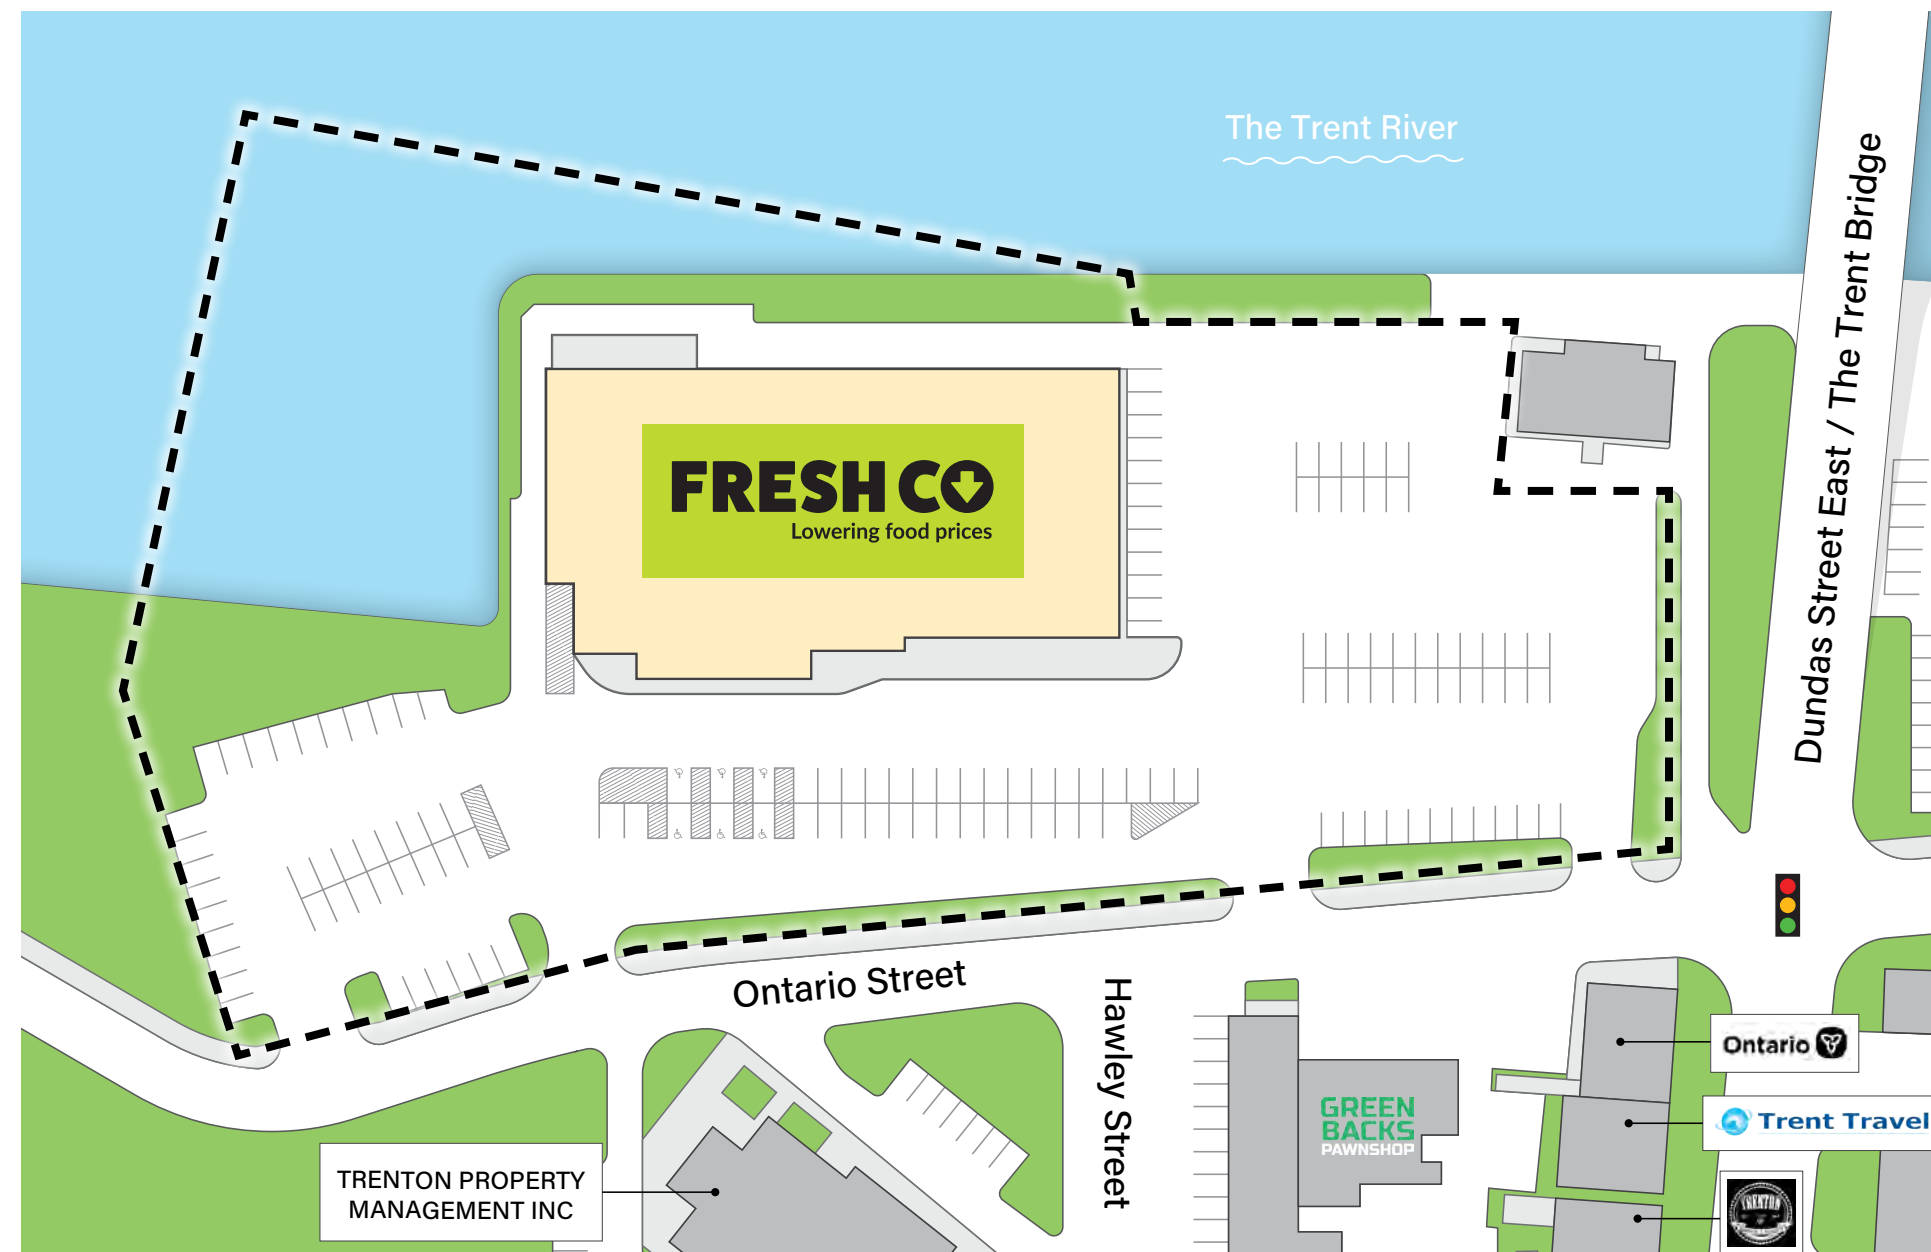 The Trent River
Dundas Street East / The Trent Bridge
FRESH CO
Lowering food prices
Ontario Street
Hawley Street
Ontario
GREEN
BACKS
PAWNSHOP
Trent Travel
TRENTON PROPERTY
MANAGEMENT INC
TRENTON